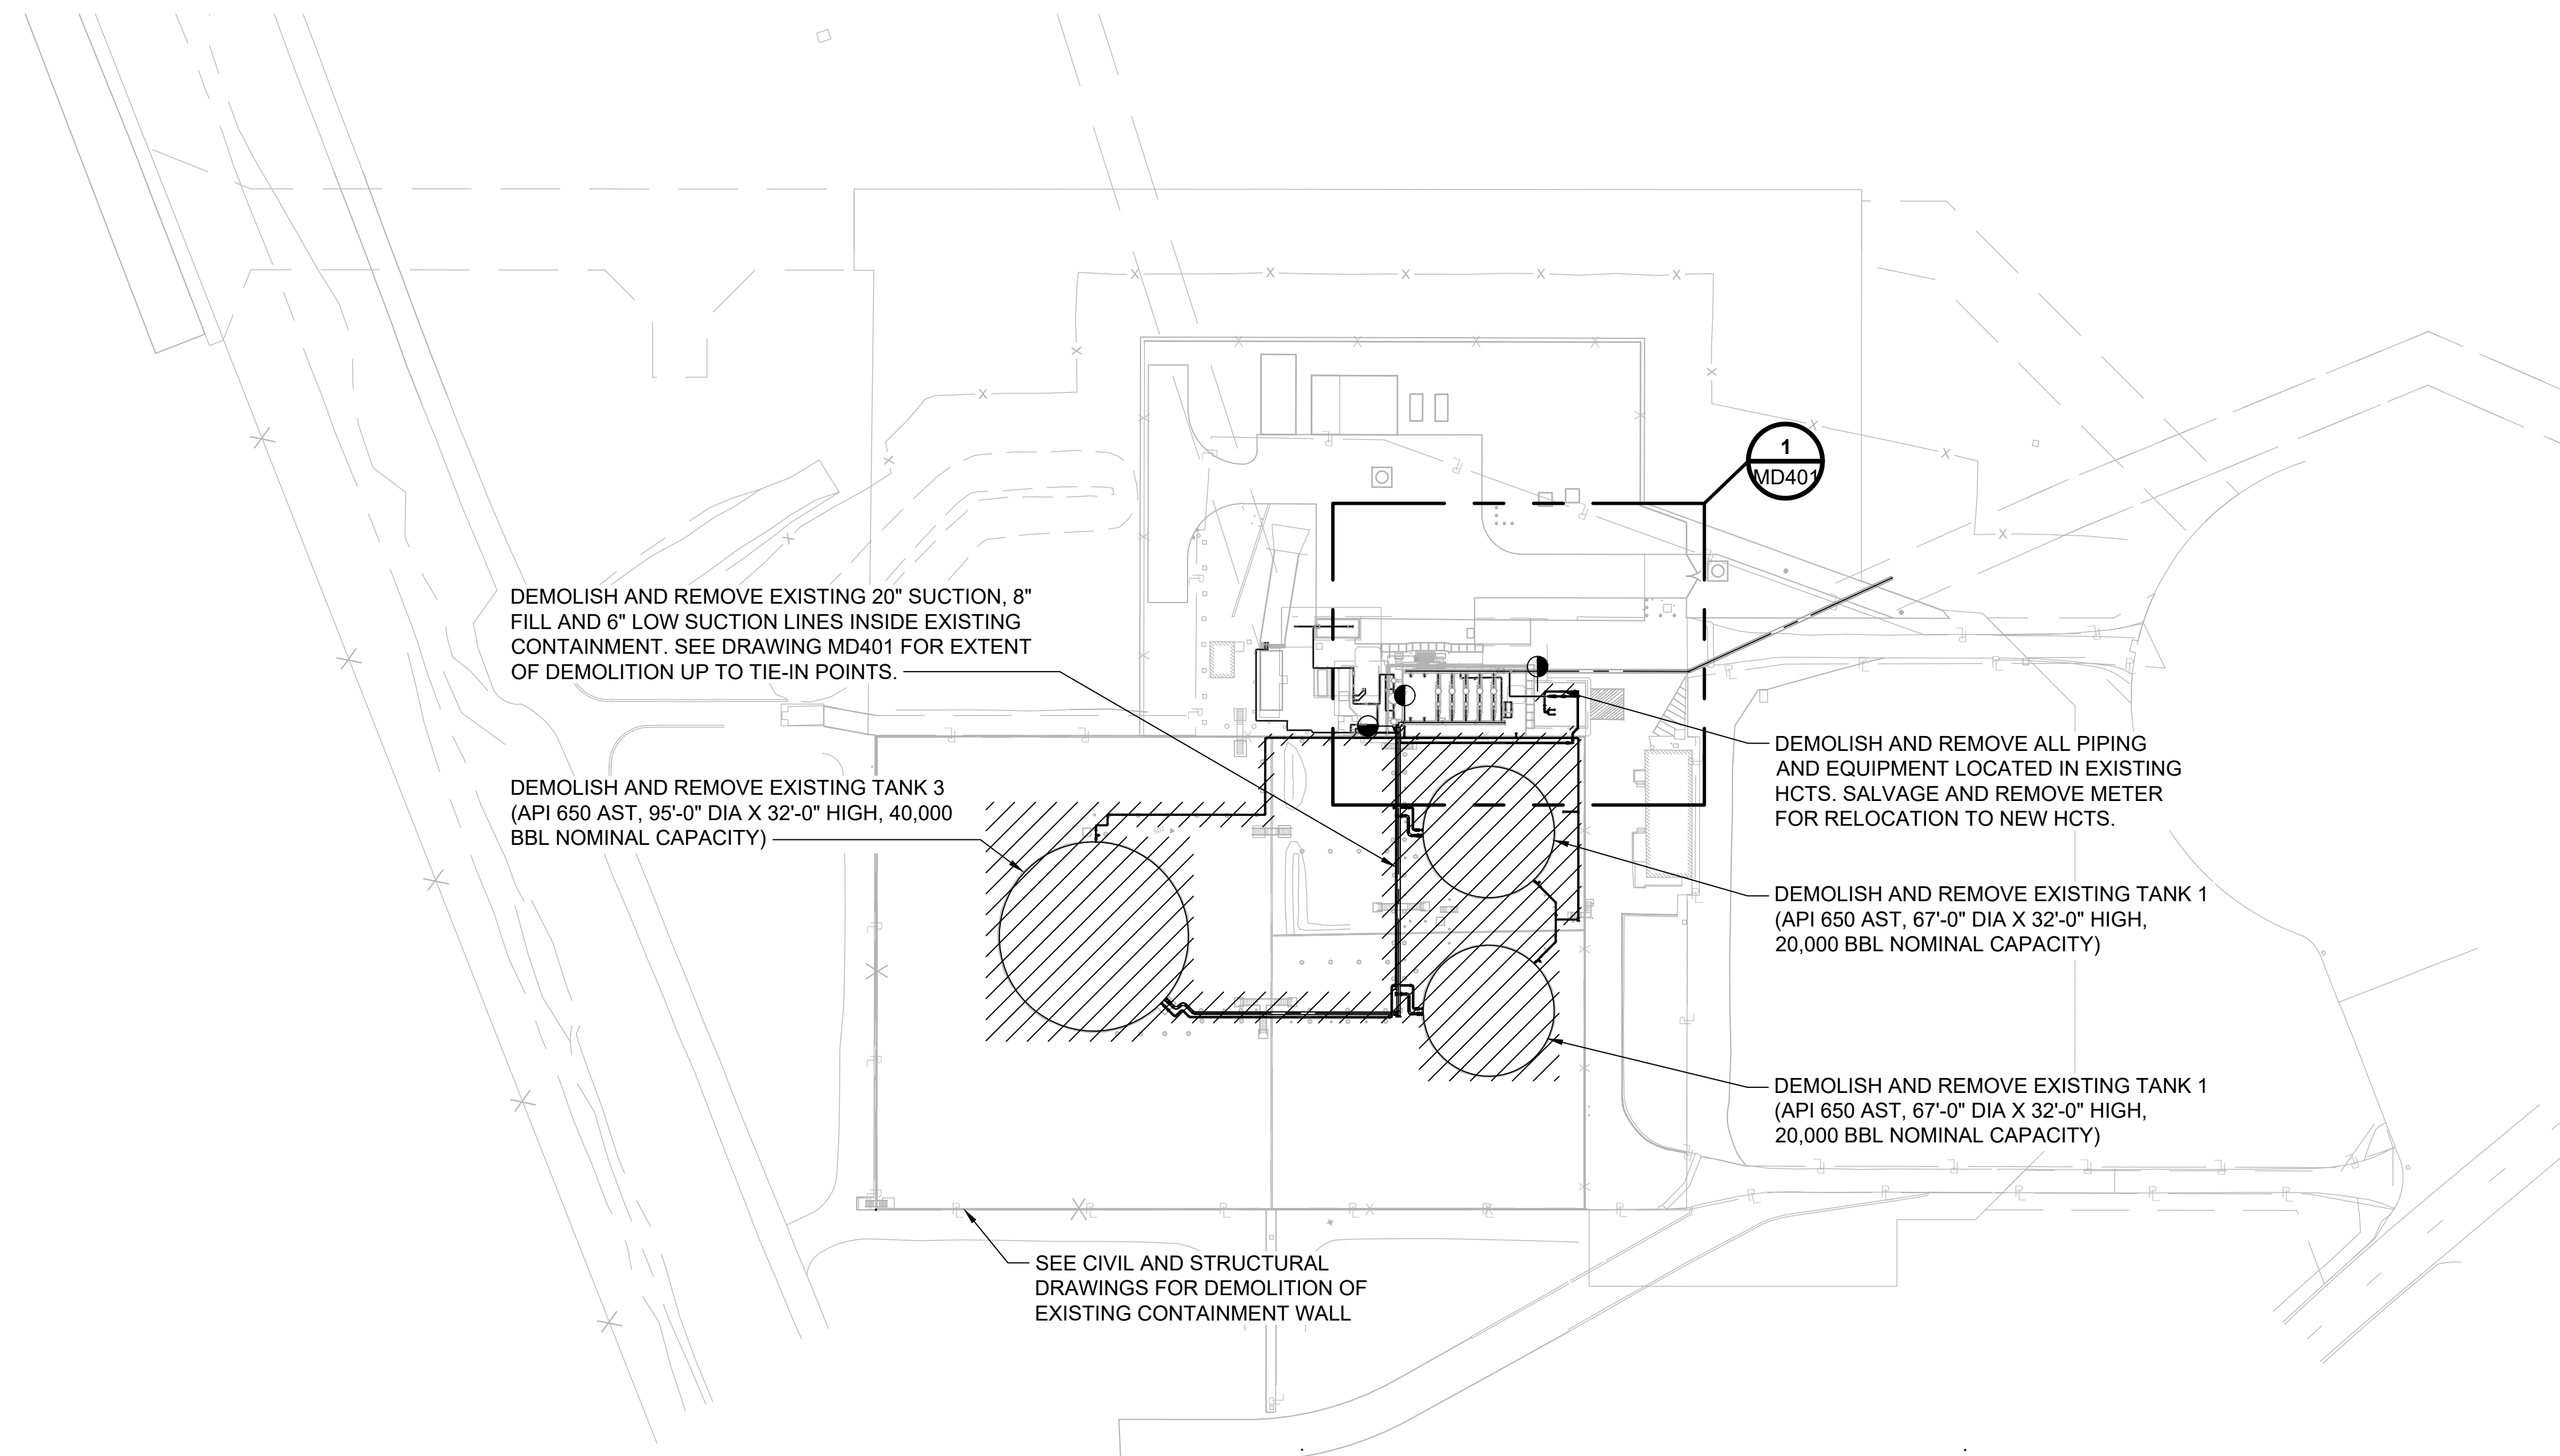 1
MD401
DEMOLISH AND REMOVE EXISTING 20" SUCTION, 8"
FILL AND 6" LOW SUCTION LINES INSIDE EXISTING
CONTAINMENT. SEE DRAWING MD401 FOR EXTENT
OF DEMOLITION UP TO TIE-IN POINTS.
DEMOLISH AND REMOVE EXISTING TANK 3
(API 650 AST, 95'-0" DIA X 32'-0" HIGH, 40,000
BBL NOMINAL CAPACITY)
DEMOLISH AND REMOVE ALL PIPING
AND EQUIPMENT LOCATED IN EXISTING
HCTS. SALVAGE AND REMOVE METER
FOR RELOCATION TO NEW HCTS.
DEMOLISH AND REMOVE EXISTING TANK 1
(API 650 AST, 67'-0" DIA X 32'-0" HIGH,
20,000 BBL NOMINAL CAPACITY)
DEMOLISH AND REMOVE EXISTING TANK 1
(API 650 AST, 67'-0" DIA X 32'-0" HIGH,
20,000 BBL NOMINAL CAPACITY)
SEE CIVIL AND STRUCTURAL
DRAWINGS FOR DEMOLITION OF
EXISTING CONTAINMENT WALL